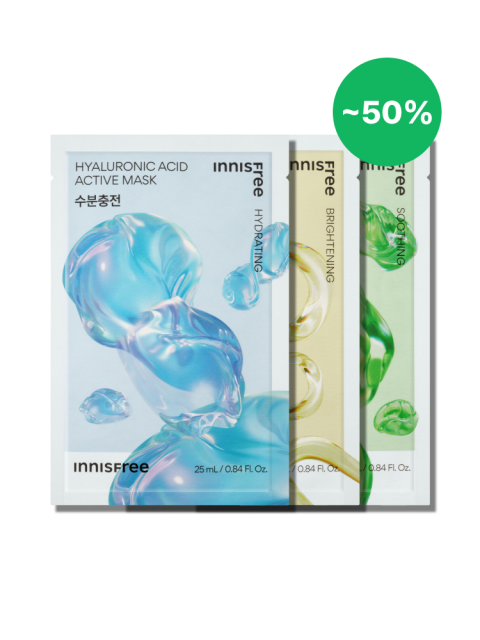 ~50%
HYALURONIC ACID
ACTIVE MASK
수분충전
INNISFree
HYDRATING
INNISFree
25 mL / 0.84 Fl. Oz.
INNISFree
BRIGHTENING
/ 0.84 Fl. Oz.
INNISFree
SOOTHING
/ 0.84 Fl. Oz.